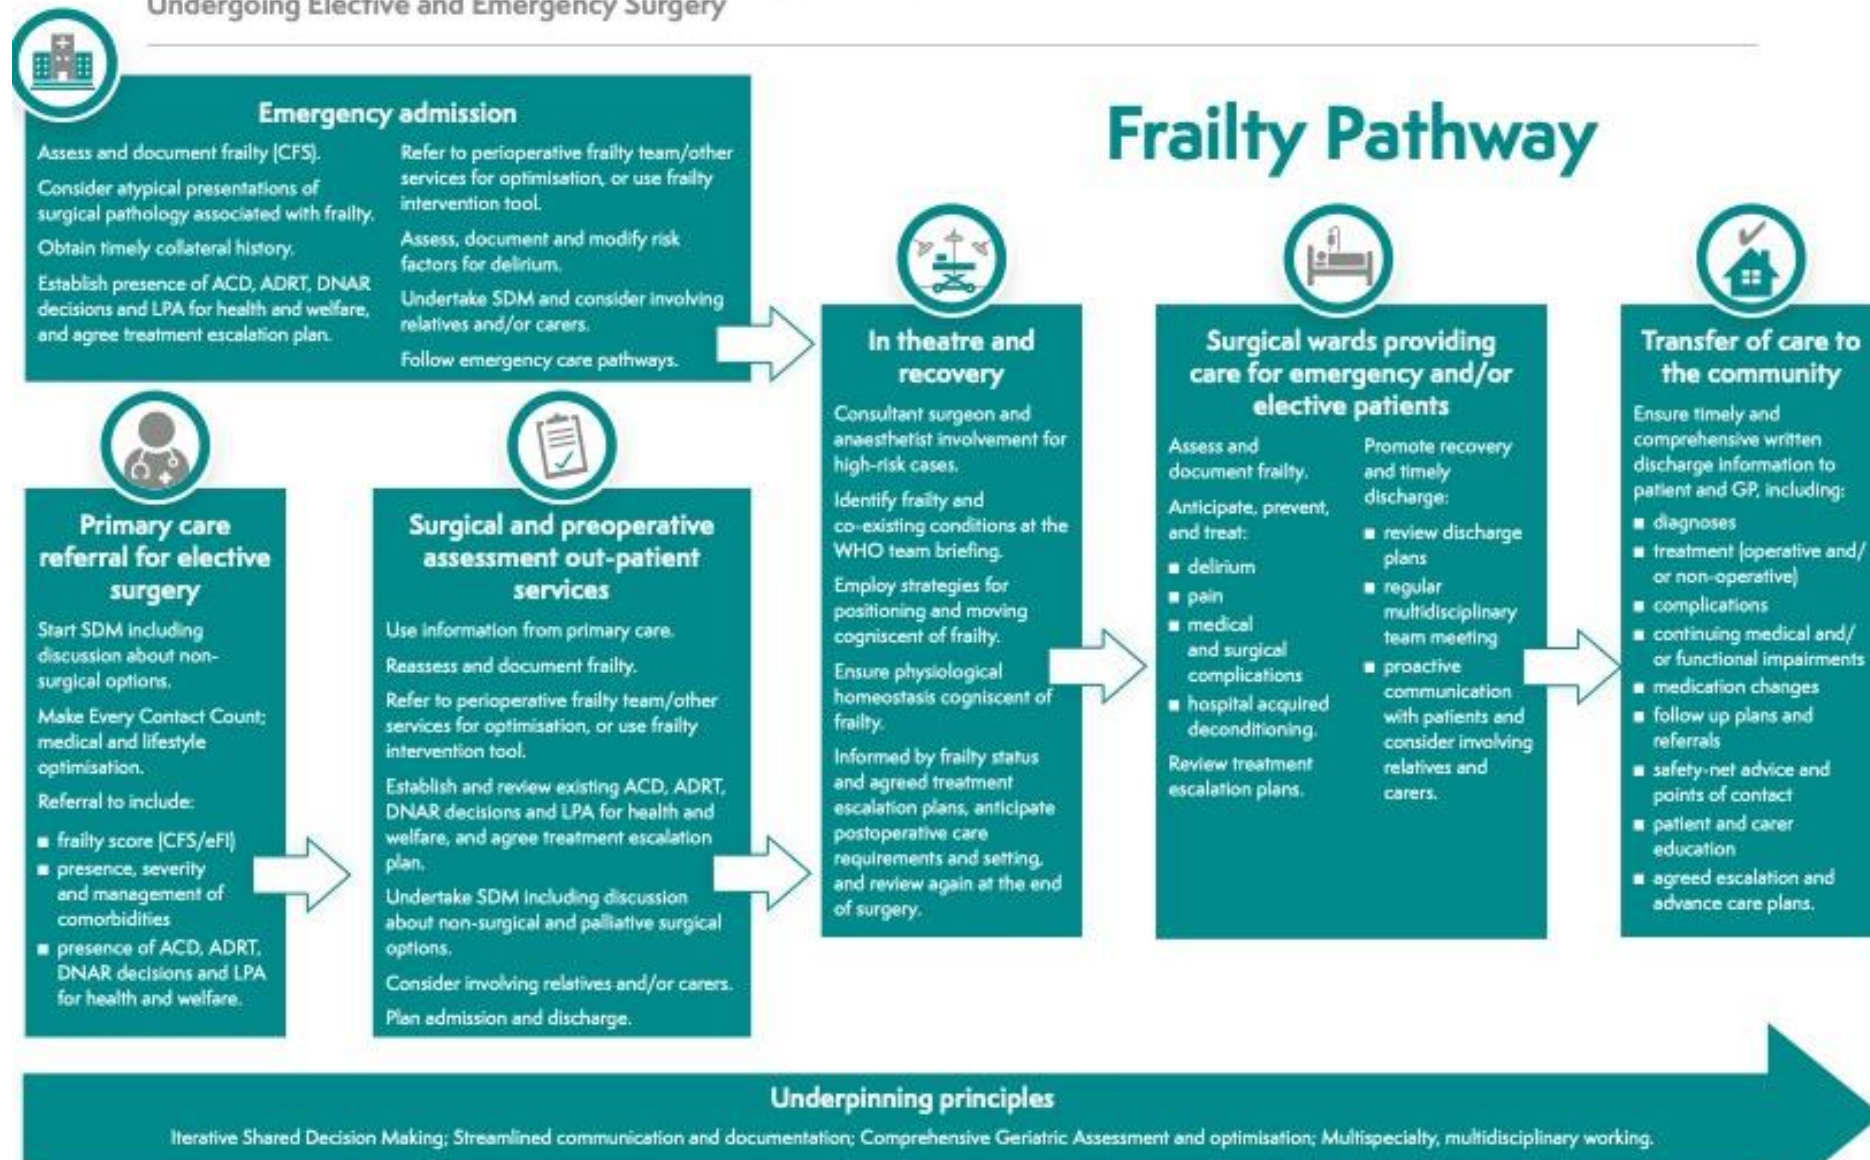 Undergoing Elective and Emergency Surgery
Frailty Pathway
Emergency admission
Assess and document frailty (CFS).
Consider atypical presentations of
surgical pathology associated with frailty.
Obtain timely collateral history.
Establish presence of ACD, ADRT, DNAR
decisions and LPA for health and welfare,
and agree treatment escalation plan.
Refer to perioperative frailty team/other
services for optimisation, or use frailty
intervention tool.
Assess, document and modify risk
factors for delirium.
Undertake SDM and consider involving
relatives and/or carers.
Follow emergency care pathways.
Primary care
referral for elective
surgery
Start SDM including
discussion about non-
surgical options.
Make Every Contact Count;
medical and lifestyle
optimisation.
Referral to include:
■ frailty score (CFS/eFI)
■ presence, severity
and management of
comorbidities
■ presence of ACD, ADRT,
DNAR decisions and LPA
for health and welfare.
Surgical and preoperative
assessment out-patient
services
Use information from primary care.
Reassess and document frailty.
Refer to perioperative frailty team/other
services for optimisation, or use frailty
intervention tool.
Establish and review existing ACD, ADRT,
DNAR decisions and LPA for health and
welfare, and agree treatment escalation
plan.
Undertake SDM including discussion
about non-surgical and palliative surgical
options.
Consider involving relatives and/or carers.
Plan admission and discharge.
In theatre and
recovery
Consultant surgeon and
anaesthetist involvement for
high-risk cases.
Identify frailty and
co-existing conditions at the
WHO team briefing.
Employ strategies for
positioning and moving
cogniscent of frailty.
Ensure physiological
homeostasis cogniscent of
frailty.
Informed by frailty status
and agreed treatment
escalation plans, anticipate
postoperative care
requirements and setting,
and review again at the end
of surgery.
Surgical wards providing
care for emergency and/or
elective patients
Assess and
document frailty.
Anticipate, prevent,
and treat:
■ delirium
■ pain
■ medical
and surgical
complications
■ hospital acquired
deconditioning.
Review treatment
escalation plans.
Promote recovery
and timely
discharge:
■ review discharge
plans
■ regular
multidisciplinary
team meeting
■ proactive
communication
with patients and
consider involving
relatives and
carers.
Transfer of care to
the community
Ensure timely and
comprehensive written
discharge information to
patient and GP, including:
■ diagnoses
■ treatment (operative and/
or non-operative)
■ complications
■ continuing medical and/
or functional impairments
■ medication changes
■ follow up plans and
referrals
■ safety-net advice and
points of contact
■ patient and carer
education
■ agreed escalation and
advance care plans.
Underpinning principles
Iterative Shared Decision Making; Streamlined communication and documentation; Comprehensive Geriatric Assessment and optimisation; Multispecialty, multidisciplinary working.